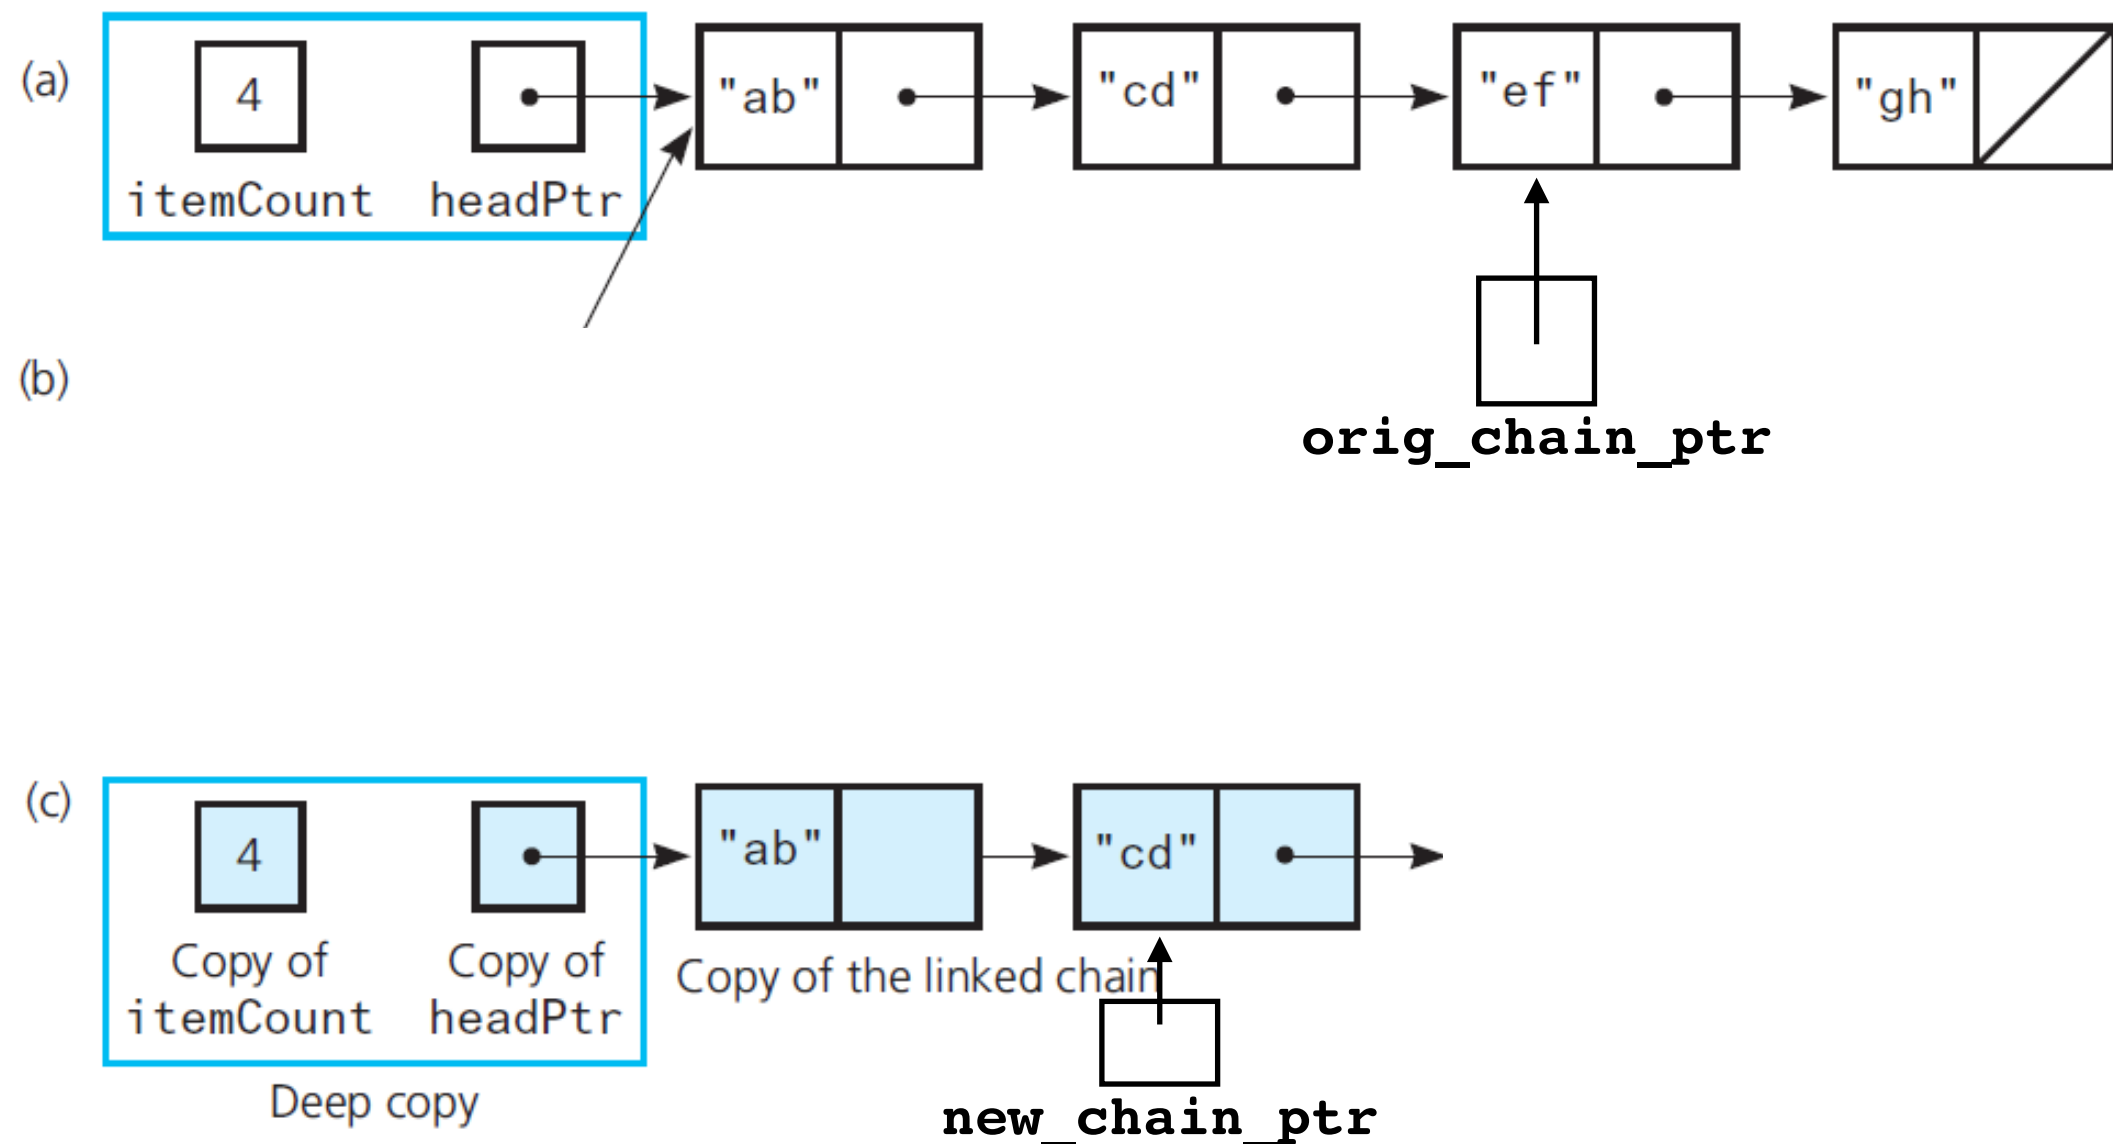 (a)
4
"ab"
"cd"
"ef"
"gh"
itemCount headPtr
(b)
orig_chain_ptr
(c)
4
"ab"
"cd"
Copy of itemCount
Copy of headPtr
Copy of the linked chain
Deep copy
new_chain_ptr